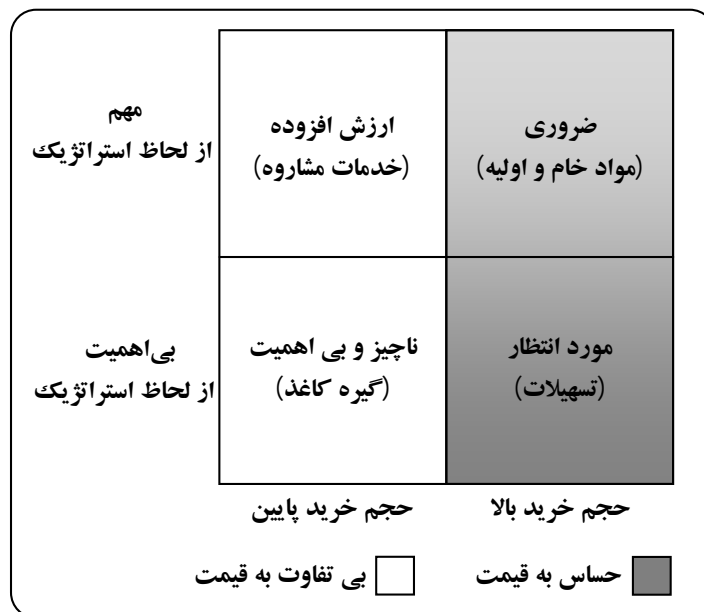 مهم
از لحاظ استراتژیک
ارزش افزوده
(خدمات مشاروه)
ضروری
(مواد خام و اولیه)
بی‌اهمیت
از لحاظ استراتژیک
ناچیز و بی اهمیت
(گیره کاغذ)
مورد انتظار
(تسهیلات)
حجم خرید پایین
حجم خرید بالا
بی تفاوت به قیمت
حساس به قیمت